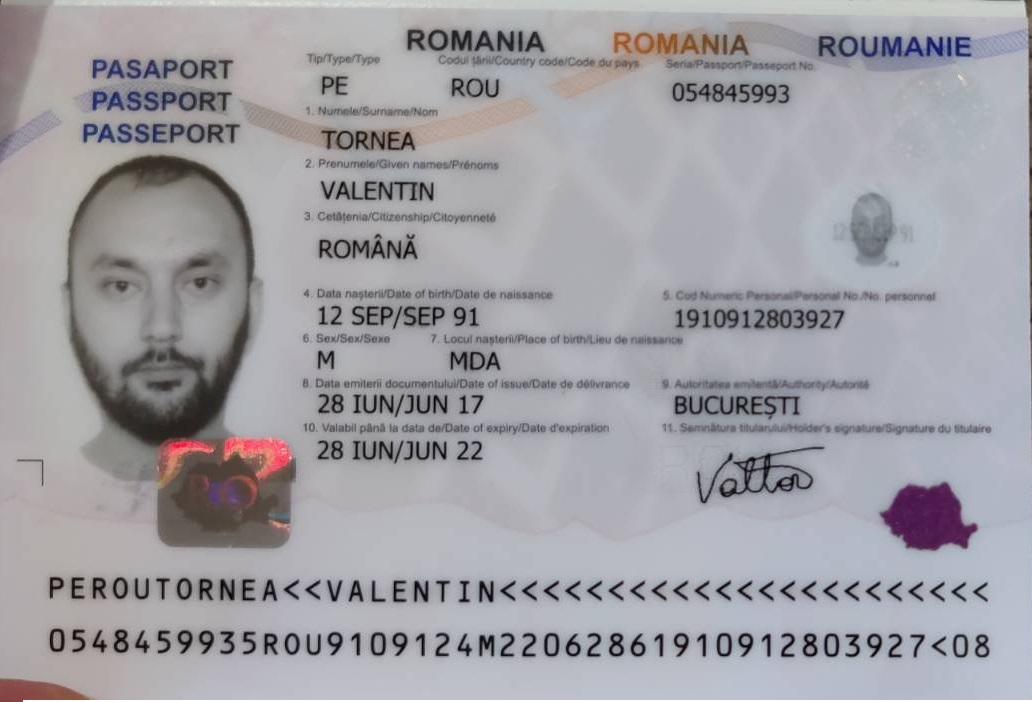 ROMANIA ROMANIA ROUMANIE
PASAPORT
PASSPORT
PASSEPORT
Tip/Type/Type Codul țării/Country code/Code du pays Seria/Passport/Passeport No.
PE ROU 054845993
1. Numele/Surname/Nom
TORNEA
2. Prenumele/Given names/Prénoms
VALENTIN
3. Cetățenia/Citizenship/Citoyenneté
ROMÂNĂ
4. Data nașterii/Date of birth/Date de naissance 5. Cod Numeric Personal/Personal No./No. personnel
12 SEP/SEP 91 1910912803927
6. Sex/Sex/Sexe 7. Locul nașterii/Place of birth/Lieu de naissance
M MDA
8. Data emiterii documentului/Date of issue/Date de délivrance 9. Autoritatea emitentă/Authority/Autorité
28 IUN/JUN 17 BUCUREȘTI
10. Valabil până la data de/Date of expiry/Date d'expiration 11. Semnătura titularului/Holder's signature/Signature du titulaire
28 IUN/JUN 22
PEROUTORNEA<<VALENTIN<<<<<<<<<<<<<<<<<<<<<<<
0548459935ROU9109124M22062861910912803927<08